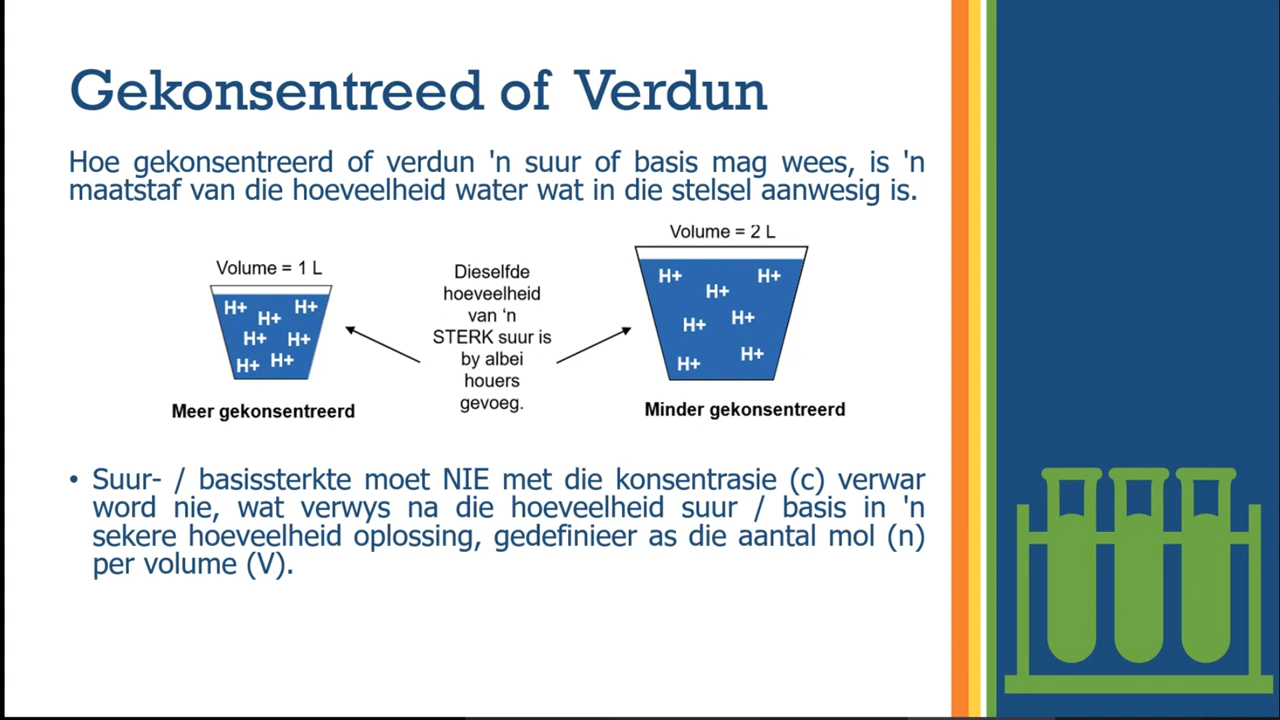 Gekonsentreed of Verdun
Hoe gekonsentreerd of verdun 'n suur of basis mag wees, is 'n
maatstaf van die hoeveelheid water wat in die stelsel aanwesig is.
Volume = 1 L
H+ H+
H+
H+ H+
H+ H+
Meer gekonsentreerd
Dieselfde
hoeveelheid
van ‘n
STERK suur is
by albei
houers
gevoeg.
Volume = 2 L
H+ H+
H+
H+ H+
H+ H+
Minder gekonsentreerd
• Suur- / basissterkte moet NIE met die konsentrasie (c) verwar
word nie, wat verwys na die hoeveelheid suur / basis in 'n
sekere hoeveelheid oplossing, gedefinieer as die aantal mol (n)
per volume (V).